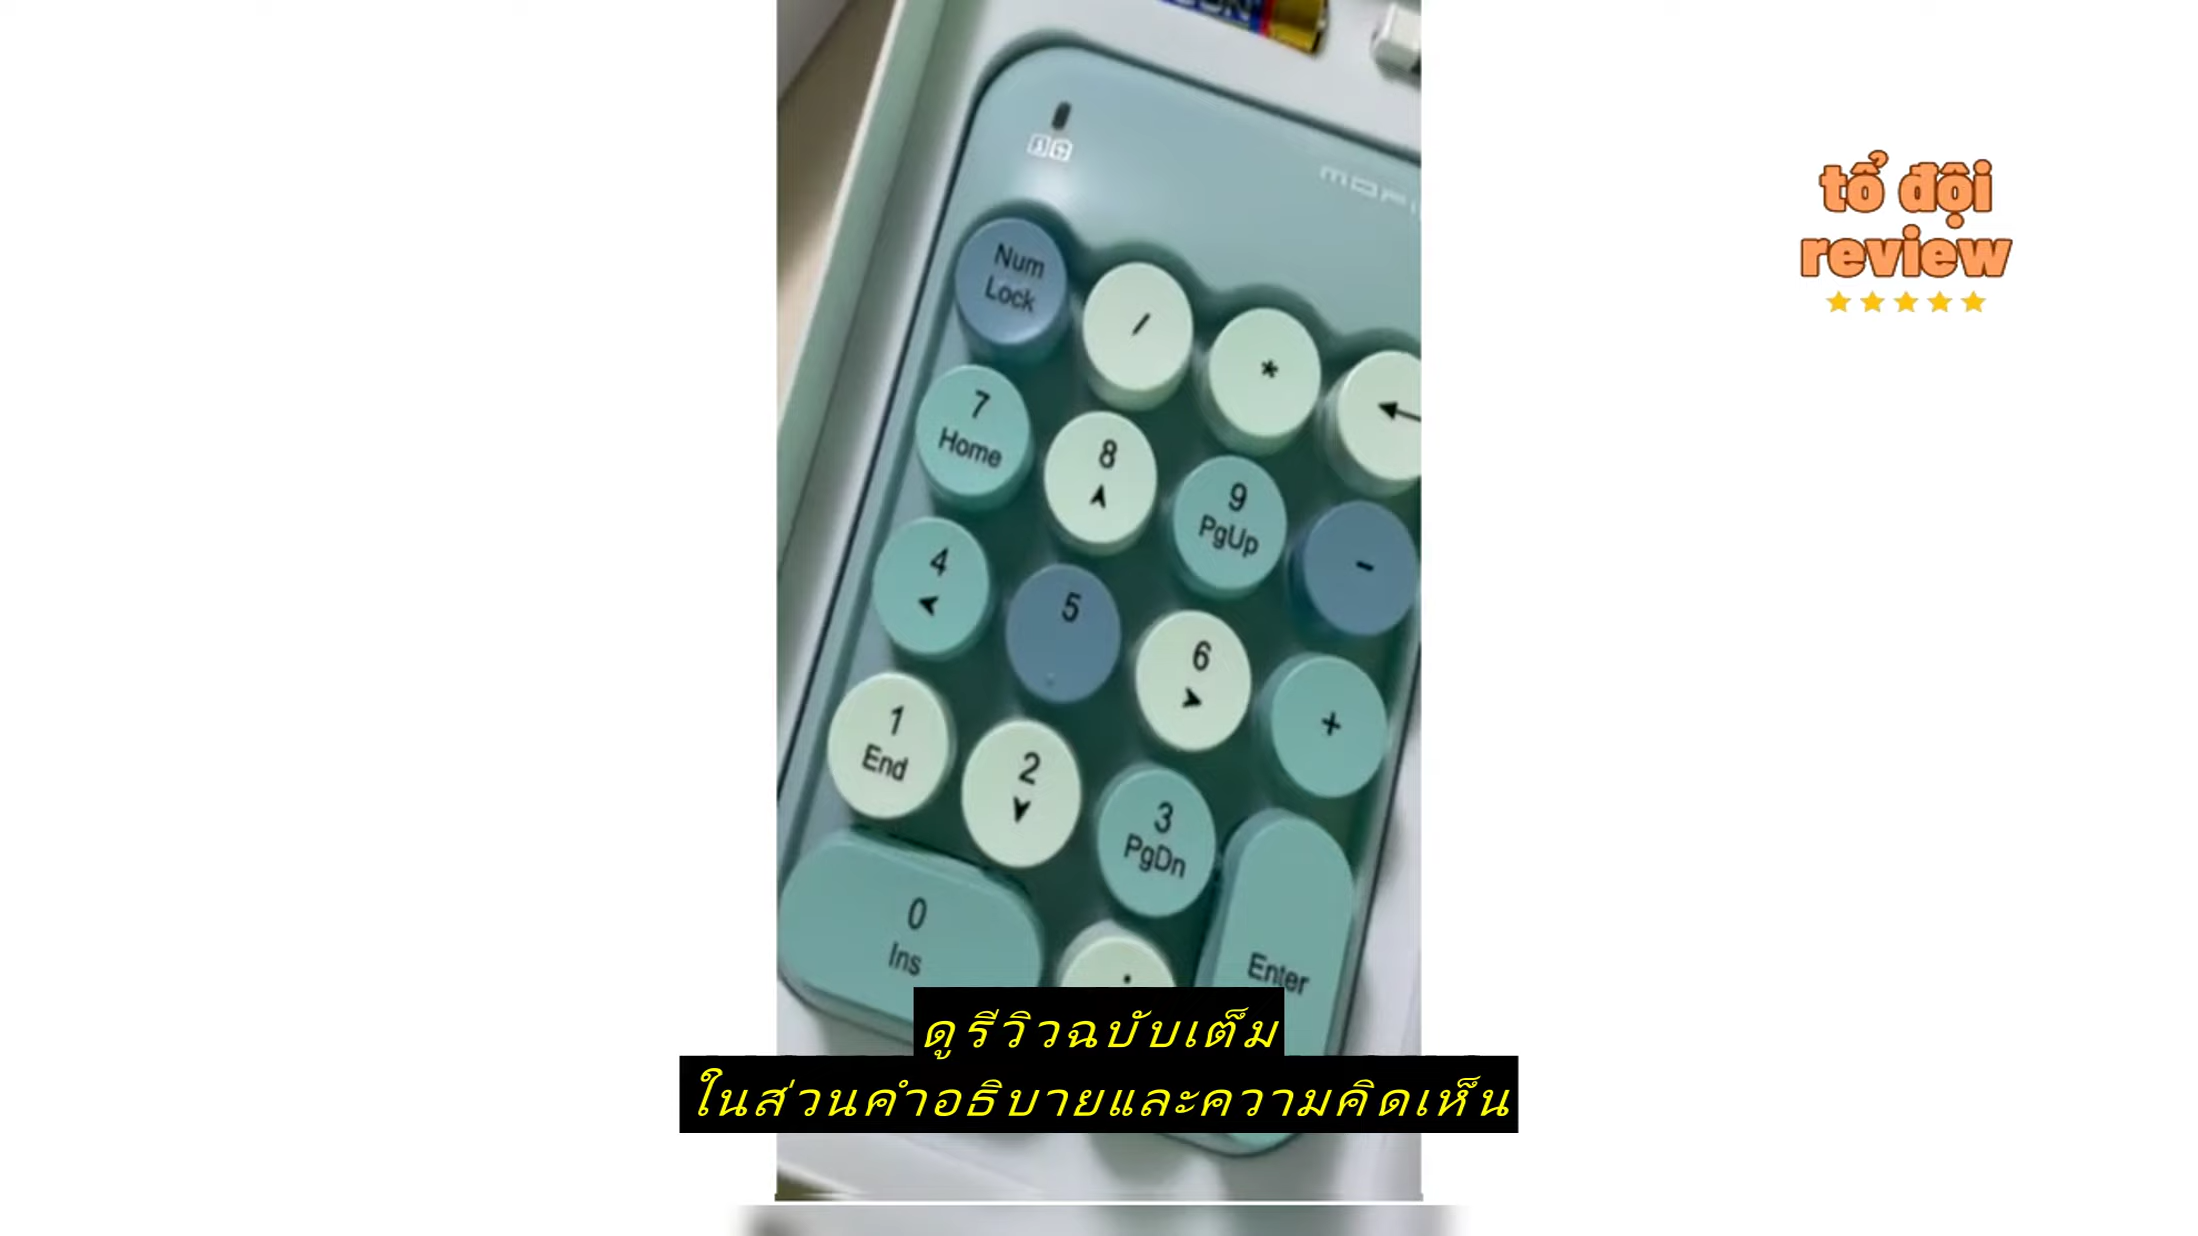 tổ đội
review
Num
Lock
/
*
7
Home
8
9
PgUp
-
4
5
6
+
1
End
2
3
PgDn
0
Ins
.
Enter
ดูรีวิวฉบับเต็ม
ในส่วนคำอธิบายและความคิดเห็น